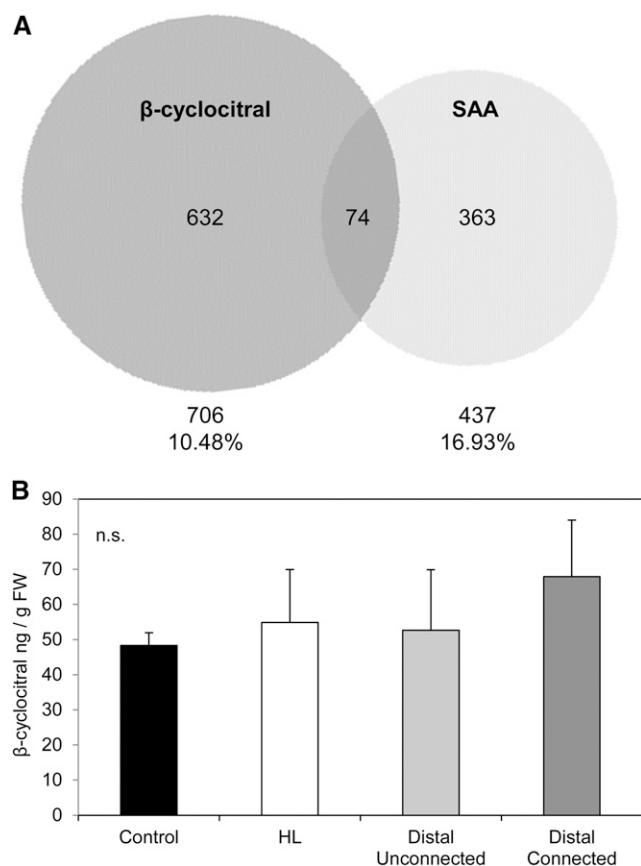 A
β-cyclocitral
SAA
632
74
363
706
10.48%
437
16.93%
B
β-cyclocitral ng / g FW
90
80
70
60
50
40
30
20
10
0
n.s.
Control
HL
Distal
Unconnected
Distal
Connected